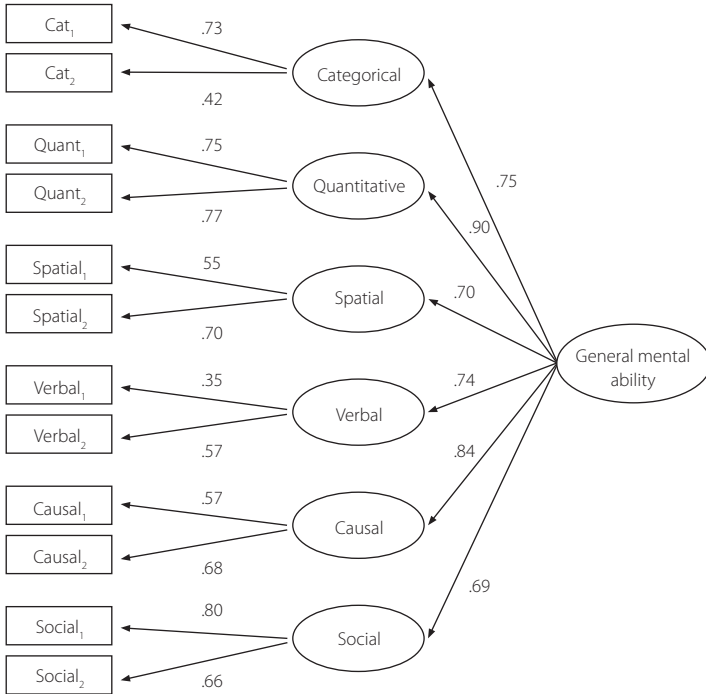 Cat₁
.73
Categorical
Cat₂
.42
Quant₁
.75
Quantitative
.75
Quant₂
.77
.90
Spatial₁
55
Spatial
.70
Spatial₂
.70
General mental
ability
Verbal₁
.35
.74
Verbal
Verbal₂
.57
.84
Causal₁
.57
Causal
Causal₂
.68
.69
Social₁
.80
Social
Social₂
.66